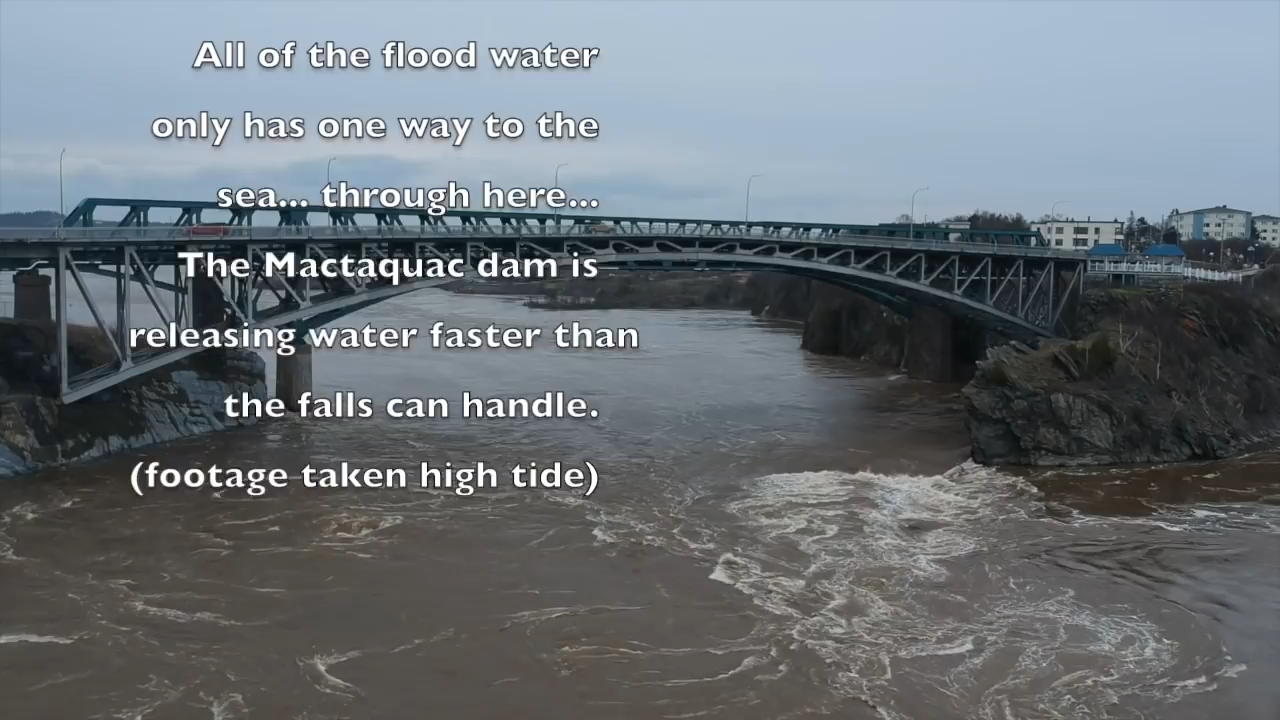 All of the flood water
only has one way to the
sea... through here...
The Mactaquac dam is
releasing water faster than
the falls can handle.
(footage taken high tide)